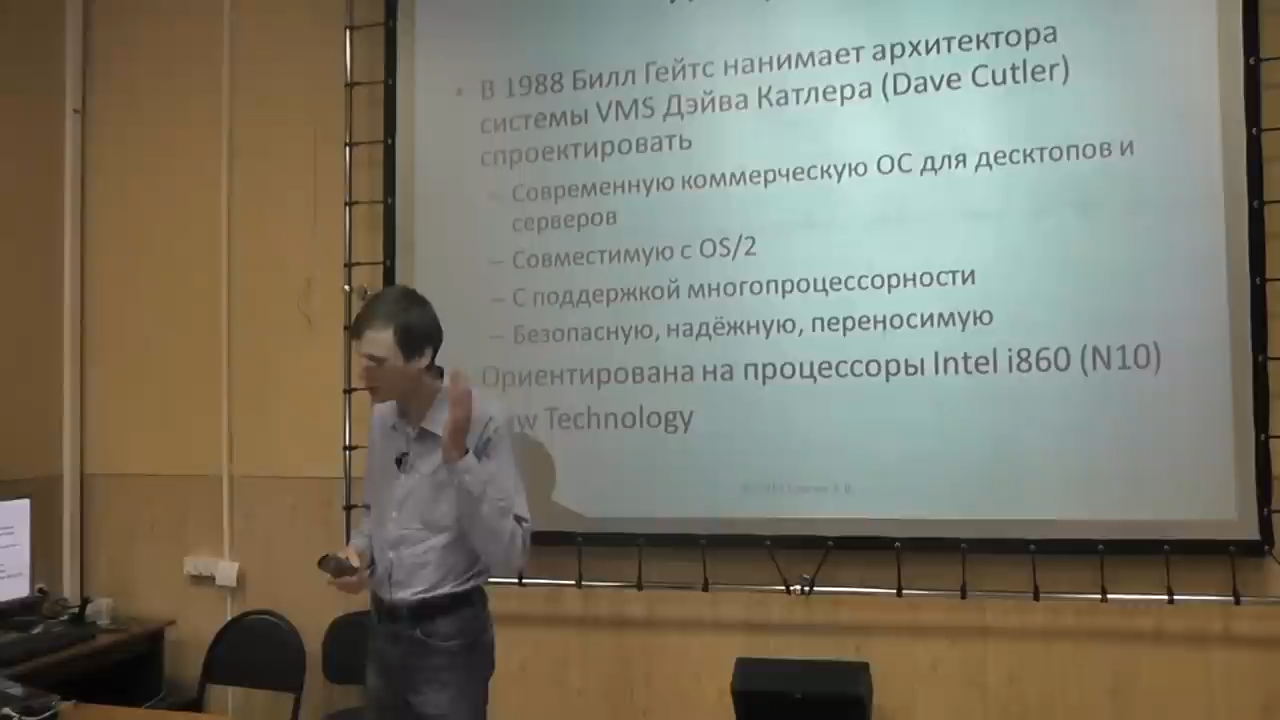 В 1988 Билл Гейтс нанимает архитектора
системы VMS Дэйва Катлера (Dave Cutler)
спроектировать
– Современную коммерческую ОС для десктопов и
серверов
– Совместимую с OS/2
– С поддержкой многопроцессорности
– Безопасную, надёжную, переносимую
Ориентирована на процессоры Intel i860 (N10)
w Technology